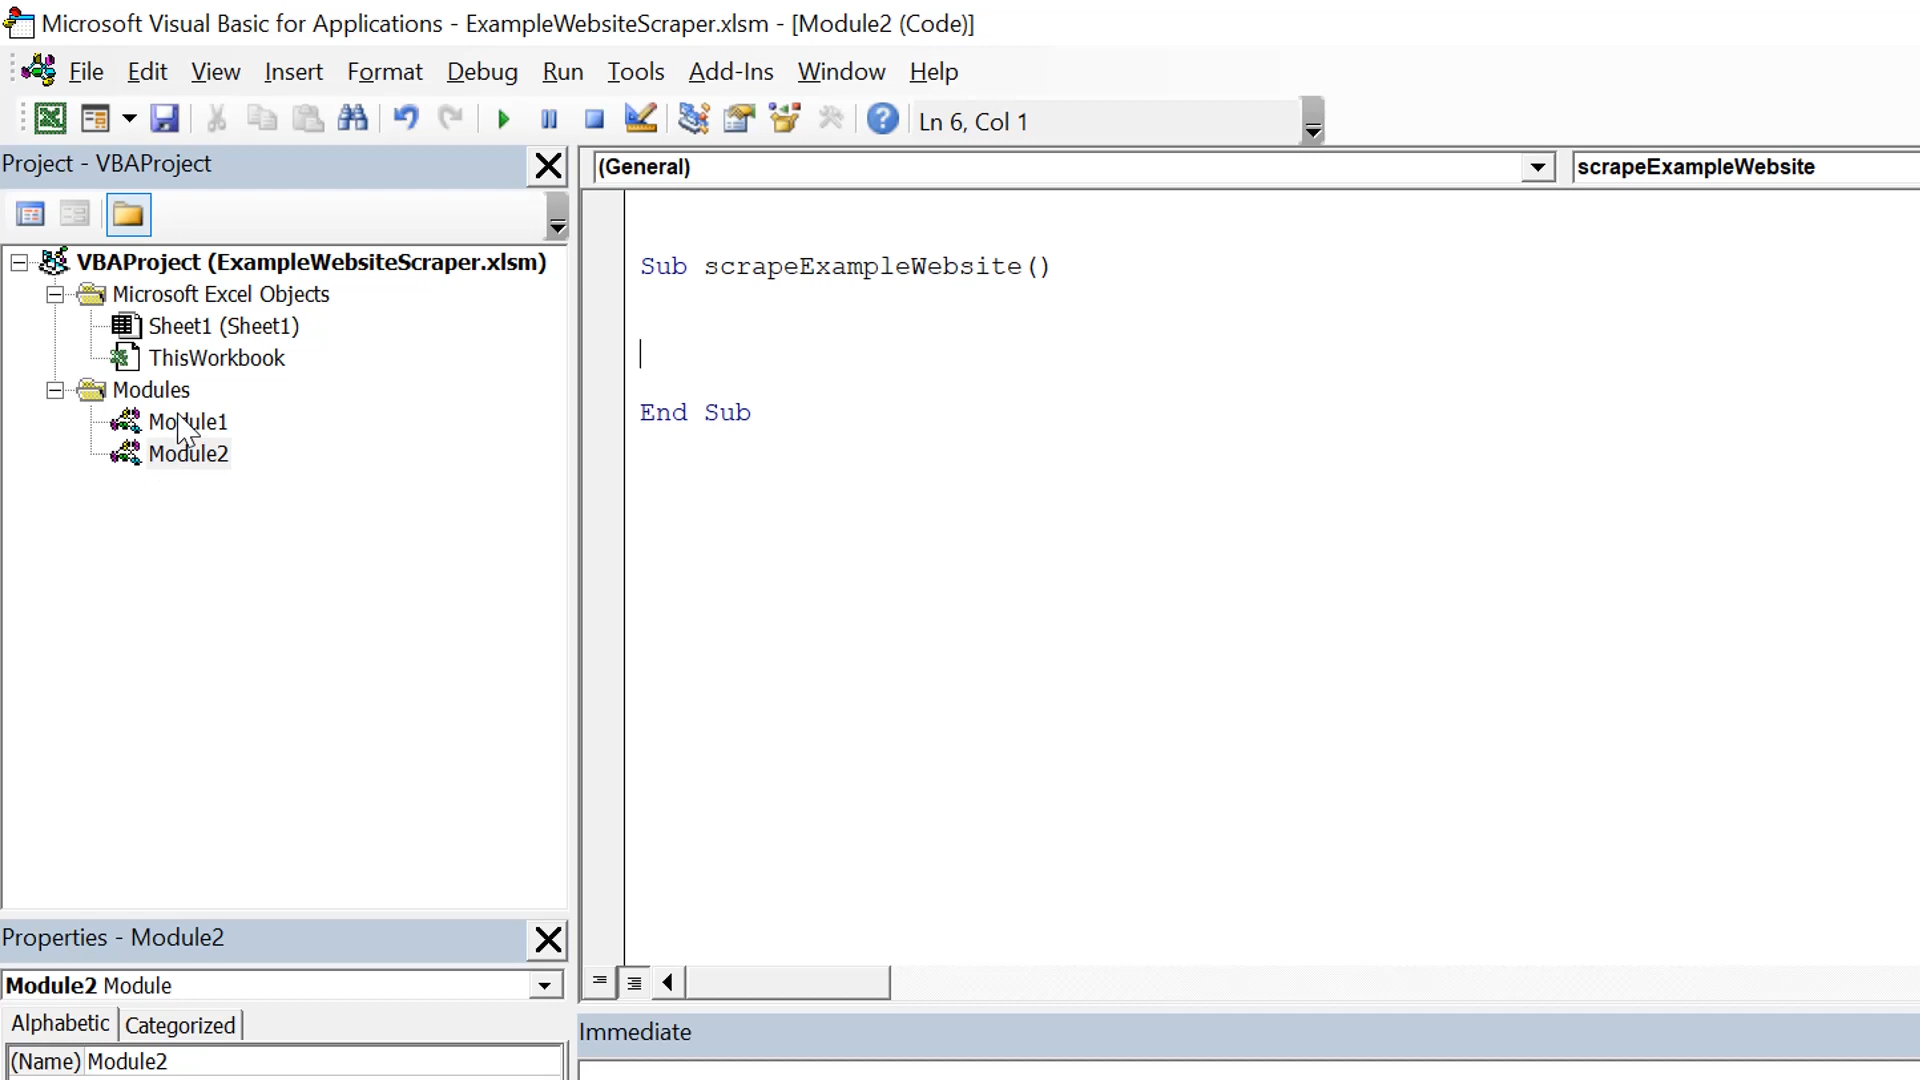 Microsoft Visual Basic for Applications - ExampleWebsiteScraper.xlsm - [Module2 (Code)]
File Edit View Insert Format Debug Run Tools Add-Ins Window Help
Ln 6, Col 1
Project - VBAProject
(General)
scrapeExampleWebsite
VBAProject (ExampleWebsiteScraper.xlsm)
Microsoft Excel Objects
Sheet1 (Sheet1)
ThisWorkbook
Modules
Module1
Module2
Sub scrapeExampleWebsite()
End Sub
Properties - Module2
Module2 Module
Alphabetic Categorized
(Name) Module2
Immediate